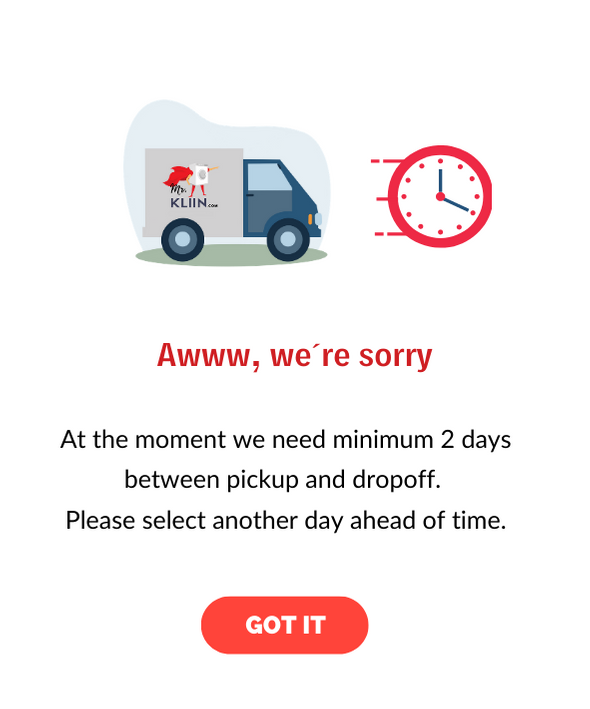 Mr.
KLIIN.COM
Awww, we´re sorry
At the moment we need minimum 2 days
between pickup and dropoff.
Please select another day ahead of time.
GOT IT